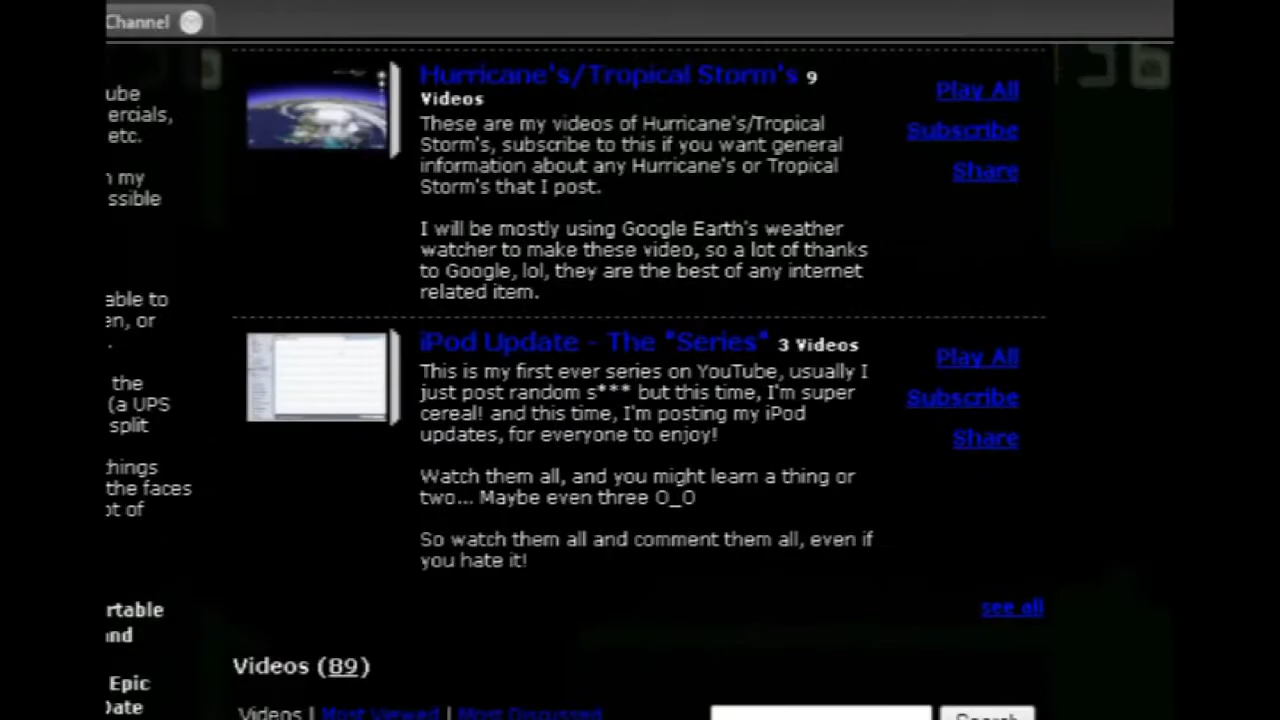 Channel
ube
ercials,
etc.
my
ssible
able to
en, or
the
(a UPS
split
things
the faces
ot of
rtable
and
Epic
Date
Hurricane's/Tropical Storm's 9
Videos
These are my videos of Hurricane's/Tropical
Storm's, subscribe to this if you want general
information about any Hurricane's or Tropical
Storm's that I post.
I will be mostly using Google Earth's weather
watcher to make these video, so a lot of thanks
to Google, lol, they are the best of any internet
related item.
Play All
Subscribe
Share
iPod Update - The "Series" 3 Videos
This is my first ever series on YouTube, usually I
just post random s*** but this time, I'm super
cereal! and this time, I'm posting my iPod
updates, for everyone to enjoy!
Watch them all, and you might learn a thing or
two... Maybe even three O_O
So watch them all and comment them all, even if
you hate it!
Play All
Subscribe
Share
see all
Videos (89)
Videos | Most Viewed | Most Discussed
Search